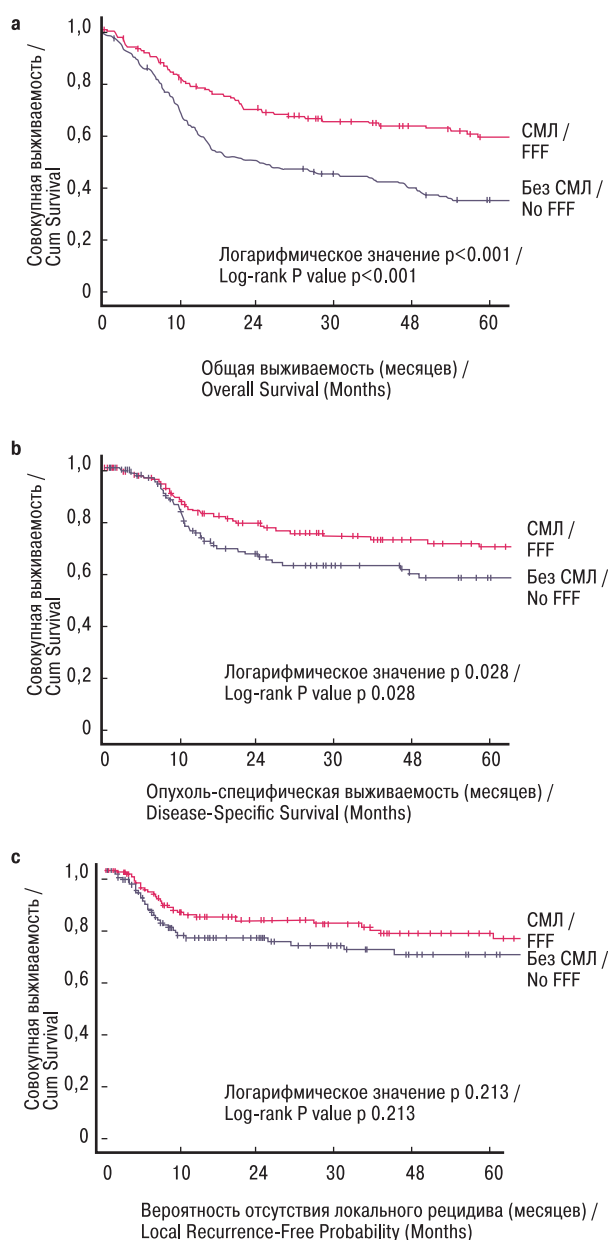 a
Совокупная выживаемость /
Cum Survival
1,0
0,8
0,6
0,4
0,2
0
0 10 24 30 48 60
СМЛ /
FFF
Без СМЛ /
No FFF
Логарифмическое значение p<0.001 /
Log-rank P value p<0.001
Общая выживаемость (месяцев) /
Overall Survival (Months)
b
Совокупная выживаемость /
Cum Survival
1,0
0,8
0,6
0,4
0,2
0
0 10 24 30 48 60
СМЛ /
FFF
Без СМЛ /
No FFF
Логарифмическое значение p 0.028 /
Log-rank P value p 0.028
Опухоль-специфическая выживаемость (месяцев) /
Disease-Specific Survival (Months)
c
Совокупная выживаемость /
Cum Survival
1,0
0,8
0,6
0,4
0,2
0
0 10 24 30 48 60
СМЛ /
FFF
Без СМЛ /
No FFF
Логарифмическое значение p 0.213 /
Log-rank P value p 0.213
Вероятность отсутствия локального рецидива (месяцев) /
Local Recurrence-Free Probability (Months)